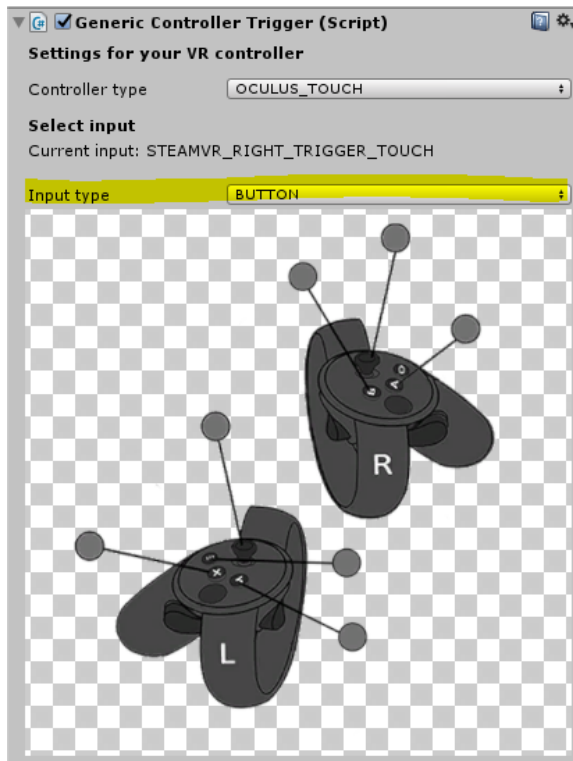 Generic Controller Trigger (Script)
Settings for your VR controller
Controller type OCULUS_TOUCH
Select input
Current input: STEAMVR_RIGHT_TRIGGER_TOUCH
Input type BUTTON
A
R
X
Y
L